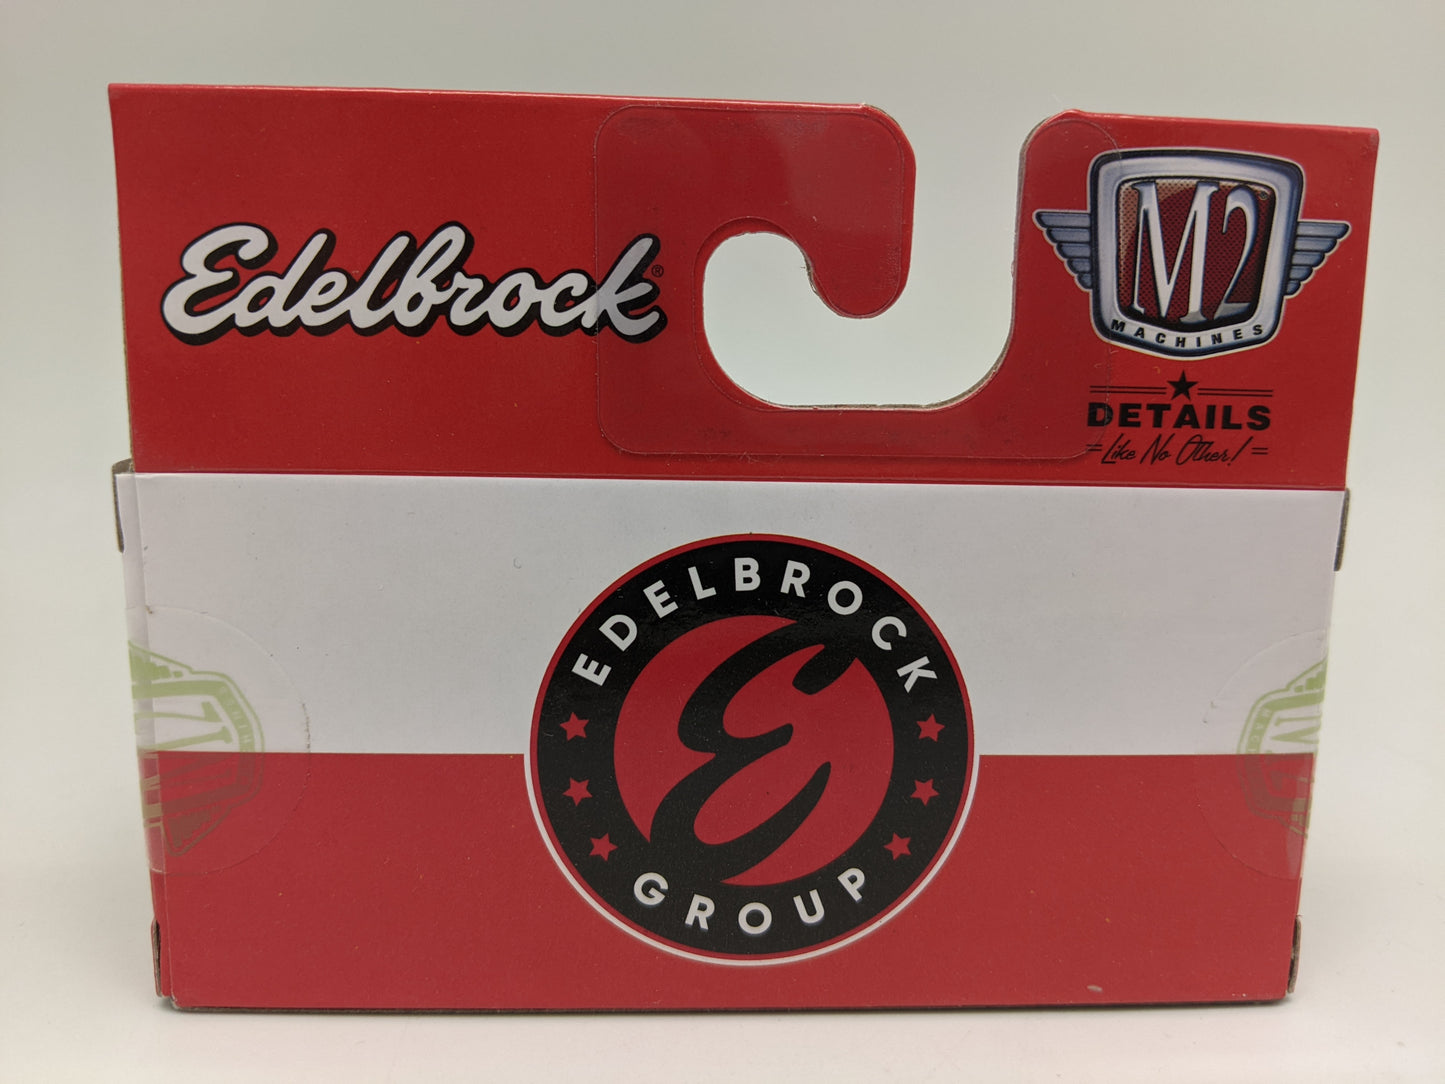 Edelbrock®
M2
MACHINES
DETAILS
Like No Other!
EDELBROCK
E
GROUP